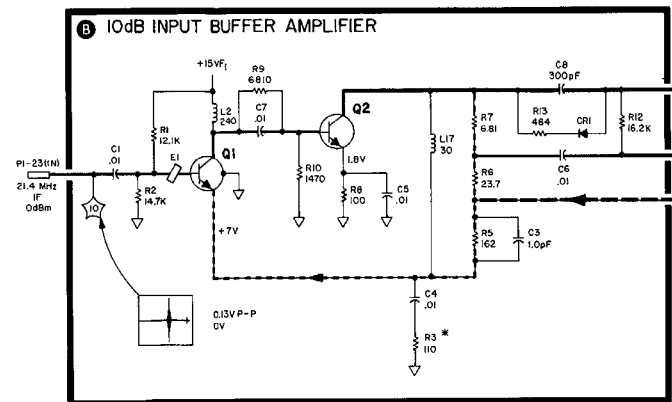 B 10dB INPUT BUFFER AMPLIFIER
+15VF1
R9
6810
L2
240
C7
.01
R1
12.1K
Q1
Q2
E1
P1-23(IN)
21.4 MHz
IF
0dBm
C1
.01
R2
14.7K
10
R10
1470
1.8V
R8
100
C5
.01
+7V
L17
30
R7
6.81
R6
23.7
R5
162
C3
1.0pF
C8
300pF
R13
464
CR1
R12
16.2K
C6
.01
C4
.01
R3 *
110
0.13V P-P
0V